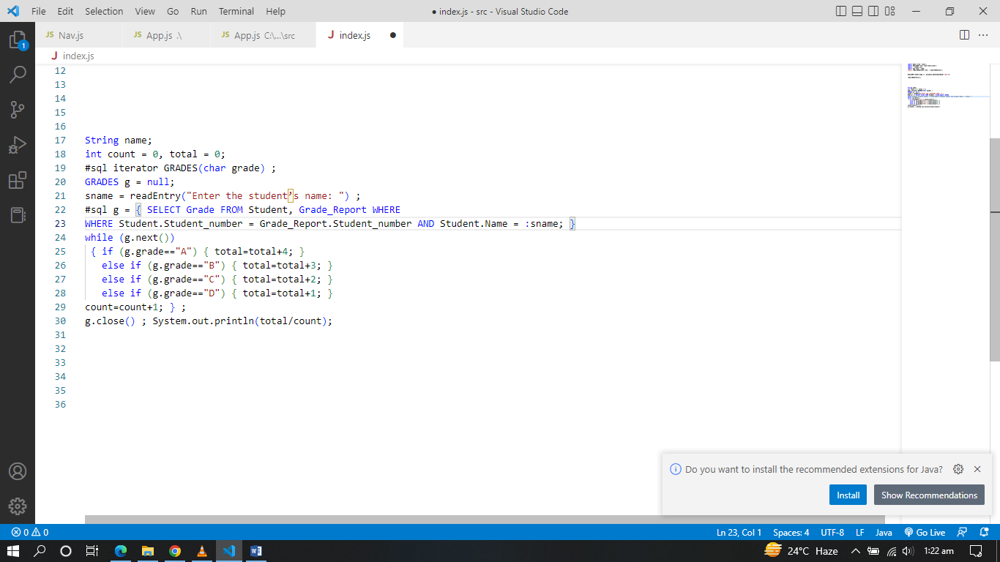 File Edit Selection View Go Run Terminal Help
● index.js - src - Visual Studio Code
JS Nav.js
JS App.js .\
JS App.js C:\...\src
J index.js ●
J index.js
12
13
14
15
16
17 String name;
18 int count = 0, total = 0;
19 #sql iterator GRADES(char grade) ;
20 GRADES g = null;
21 sname = readEntry("Enter the student’s name: ") ;
22 #sql g = { SELECT Grade FROM Student, Grade_Report WHERE
23 WHERE Student.Student_number = Grade_Report.Student_number AND Student.Name = :sname; }
24 while (g.next())
25 { if (g.grade=="A") { total=total+4; }
26 else if (g.grade=="B") { total=total+3; }
27 else if (g.grade=="C") { total=total+2; }
28 else if (g.grade=="D") { total=total+1; }
29 count=count+1; } ;
30 g.close() ; System.out.println(total/count);
31
32
33
34
35
36
1
Do you want to install the recommended extensions for Java?
Install Show Recommendations
0 0 Ln 23, Col 1 Spaces: 4 UTF-8 LF Java Go Live
24°C Haze 1:22 am